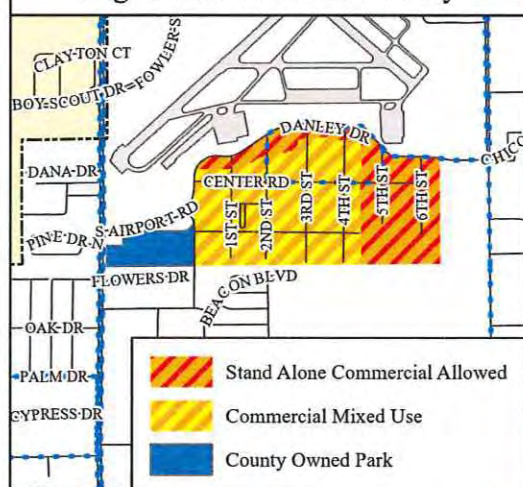 CLAYTON CT
BOY SCOUT DR
FOWLER S
DANLEY DR
CHICO
DANA DR
CENTER RD
1ST ST
2ND ST
3RD ST
4TH ST
5TH ST
6TH ST
S AIRPORT RD
PINE DR N
FLOWERS DR
BEACON BLVD
OAK DR
PALM DR
CYPRESS DR
Stand Alone Commercial Allowed
Commercial Mixed Use
County Owned Park